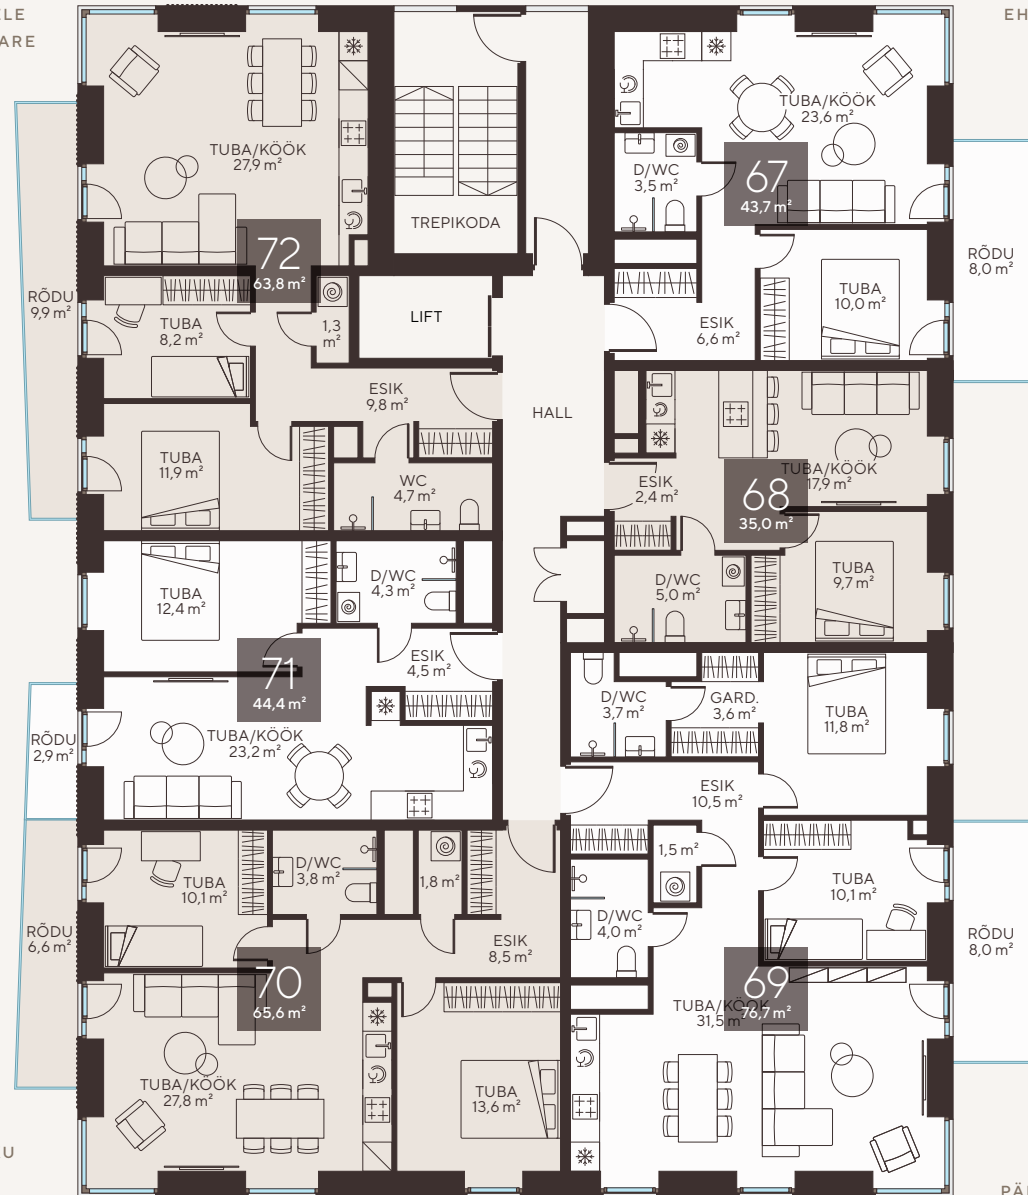 ELE
ARE
EH
TUBA/KÖÖK
27,9 m²
72
63,8 m²
TREPIKODA
TUBA/KÖÖK
23,6 m²
D/WC
3,5 m²
67
43,7 m²
RÕDU
8,0 m²
RÕDU
9,9 m²
TUBA
8,2 m²
1,3
m²
LIFT
ESIK
6,6 m²
TUBA
10,0 m²
ESIK
9,8 m²
HALL
TUBA
11,9 m²
WC
4,7 m²
ESIK
2,4 m²
TUBA/KÖÖK
17,9 m²
68
35,0 m²
TUBA
12,4 m²
D/WC
4,3 m²
D/WC
5,0 m²
TUBA
9,7 m²
71
44,4 m²
ESIK
4,5 m²
RÕDU
2,9 m²
TUBA/KÖÖK
23,2 m²
D/WC
3,7 m²
GARD.
3,6 m²
TUBA
11,8 m²
ESIK
10,5 m²
TUBA
10,1 m²
D/WC
3,8 m²
1,8 m²
1,5 m²
TUBA
10,1 m²
RÕDU
6,6 m²
ESIK
8,5 m²
D/WC
4,0 m²
RÕDU
8,0 m²
70
65,6 m²
69
76,7 m²
TUBA/KÖÖK
31,5 m²
TUBA/KÖÖK
27,8 m²
TUBA
13,6 m²